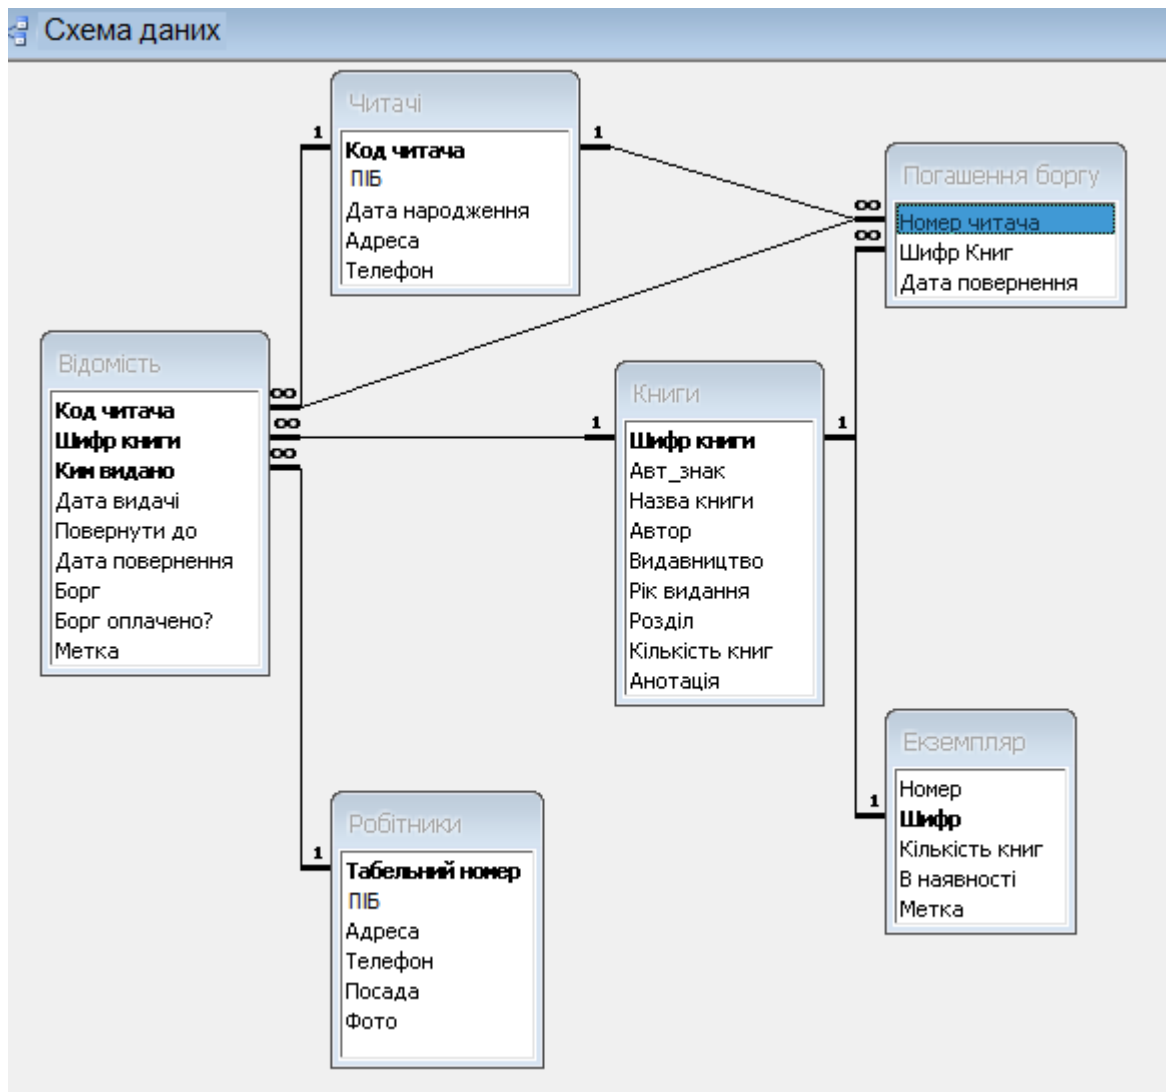 Схема даних
Читачі
Код читача
ПІБ
Дата народження
Адреса
Телефон
1
1
Погашення боргу
Номер читача
Шифр Книг
Дата повернення
∞
∞
Відомість
Код читача
Шифр книги
Ким видано
Дата видачі
Повернути до
Дата повернення
Борг
Борг оплачено?
Метка
∞
∞
∞
Книги
Шифр книги
Авт_знак
Назва книги
Автор
Видавництво
Рік видання
Розділ
Кількість книг
Анотація
1
1
Екземпляр
Номер
Шифр
Кількість книг
В наявності
Метка
1
Робітники
Табельний номер
ПІБ
Адреса
Телефон
Посада
Фото
1